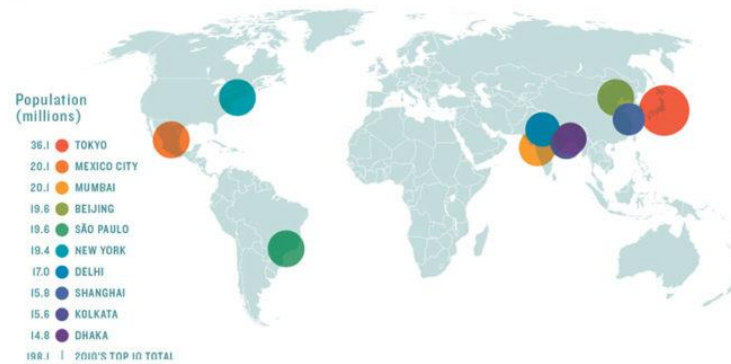 Population
(millions)
36.1 TOKYO
20.1 MEXICO CITY
20.1 MUMBAI
19.6 BEIJING
19.6 SÃO PAULO
19.4 NEW YORK
17.0 DELHI
15.8 SHANGHAI
15.6 KOLKATA
14.8 DHAKA
198.1 | 2010'S TOP 10 TOTAL